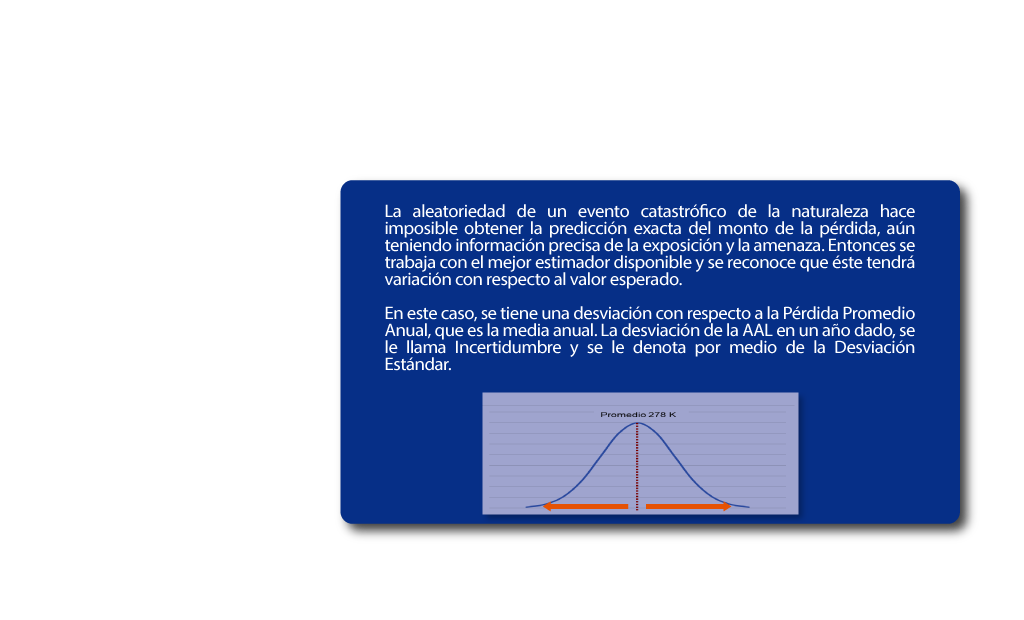 La aleatoriedad de un evento catastrófico de la naturaleza hace
imposible obtener la predicción exacta del monto de la pérdida, aún
teniendo información precisa de la exposición y la amenaza. Entonces se
trabaja con el mejor estimador disponible y se reconoce que éste tendrá
variación con respecto al valor esperado.
En este caso, se tiene una desviación con respecto a la Pérdida Promedio
Anual, que es la media anual. La desviación de la AAL en un año dado, se
le llama Incertidumbre y se le denota por medio de la Desviación
Estándar.
Promedio 278 K